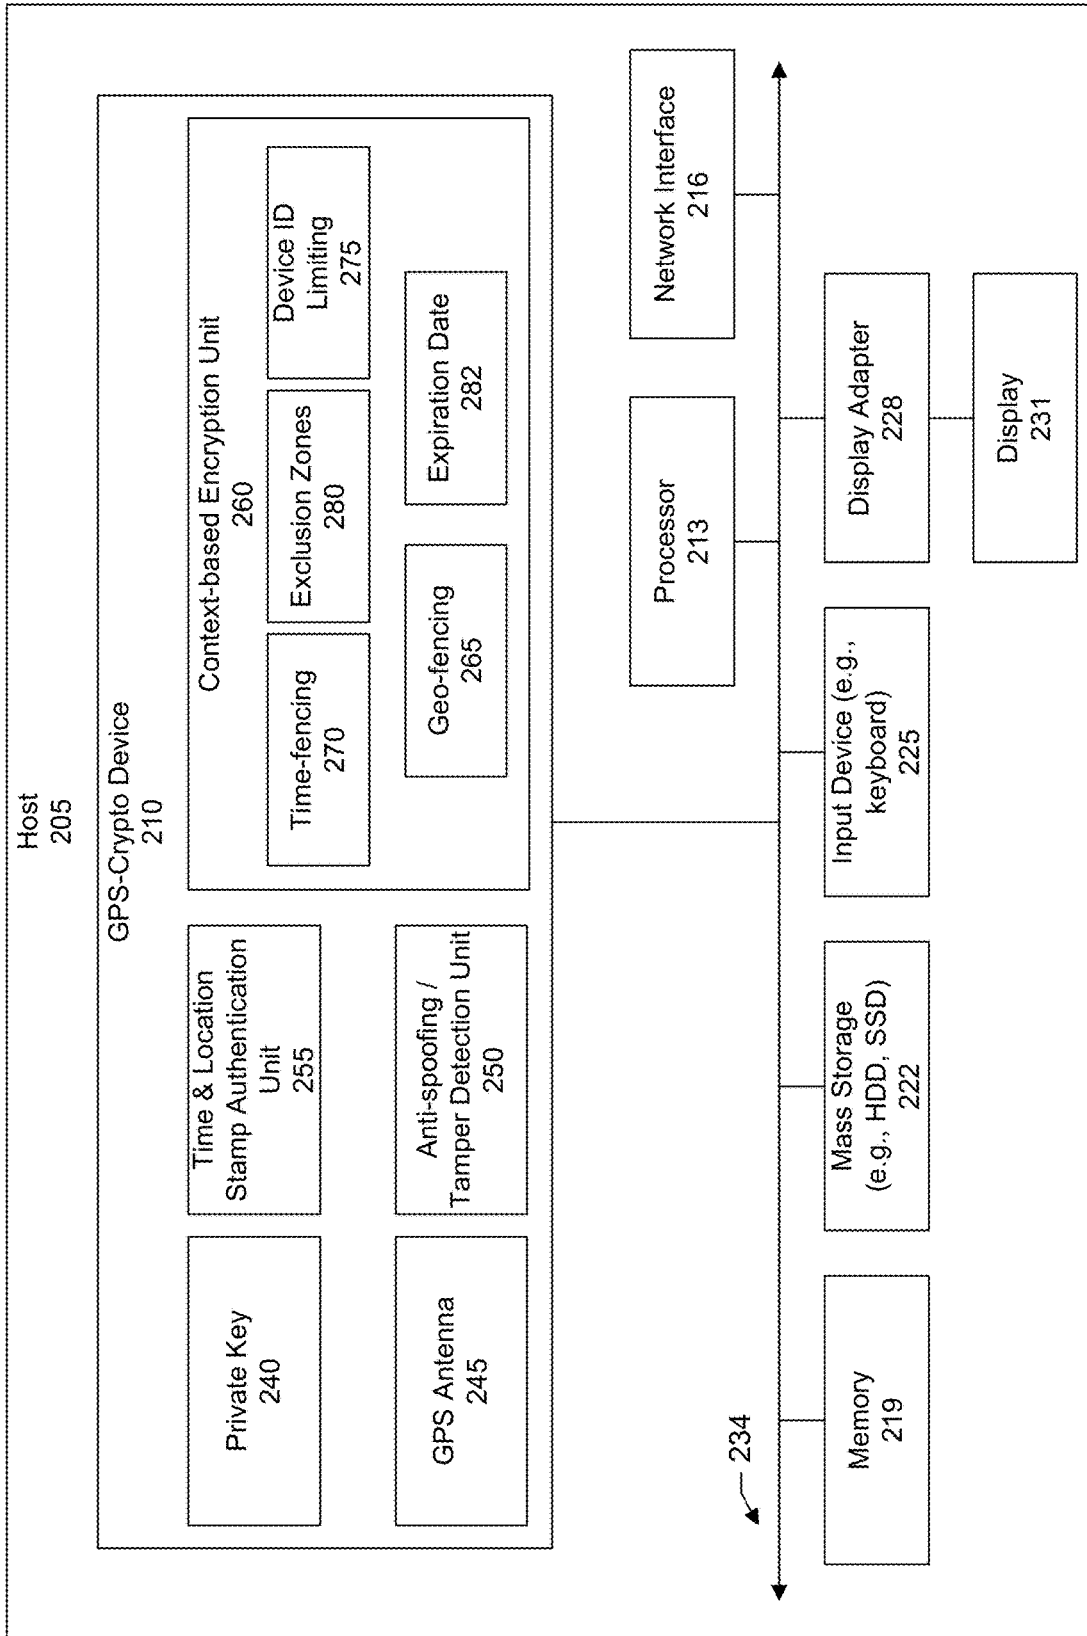 Host
205
GPS-Crypto Device
210
Private Key
240
Time & Location
Stamp Authentication
Unit
255
Context-based Encryption Unit
260
Time-fencing
270
Exclusion Zones
280
Device ID
Limiting
275
GPS Antenna
245
Anti-spoofing /
Tamper Detection Unit
250
Geo-fencing
265
Expiration Date
282
Processor
213
Network Interface
216
234
Memory
219
Mass Storage
(e.g., HDD, SSD)
222
Input Device (e.g.,
keyboard)
225
Display Adapter
228
Display
231